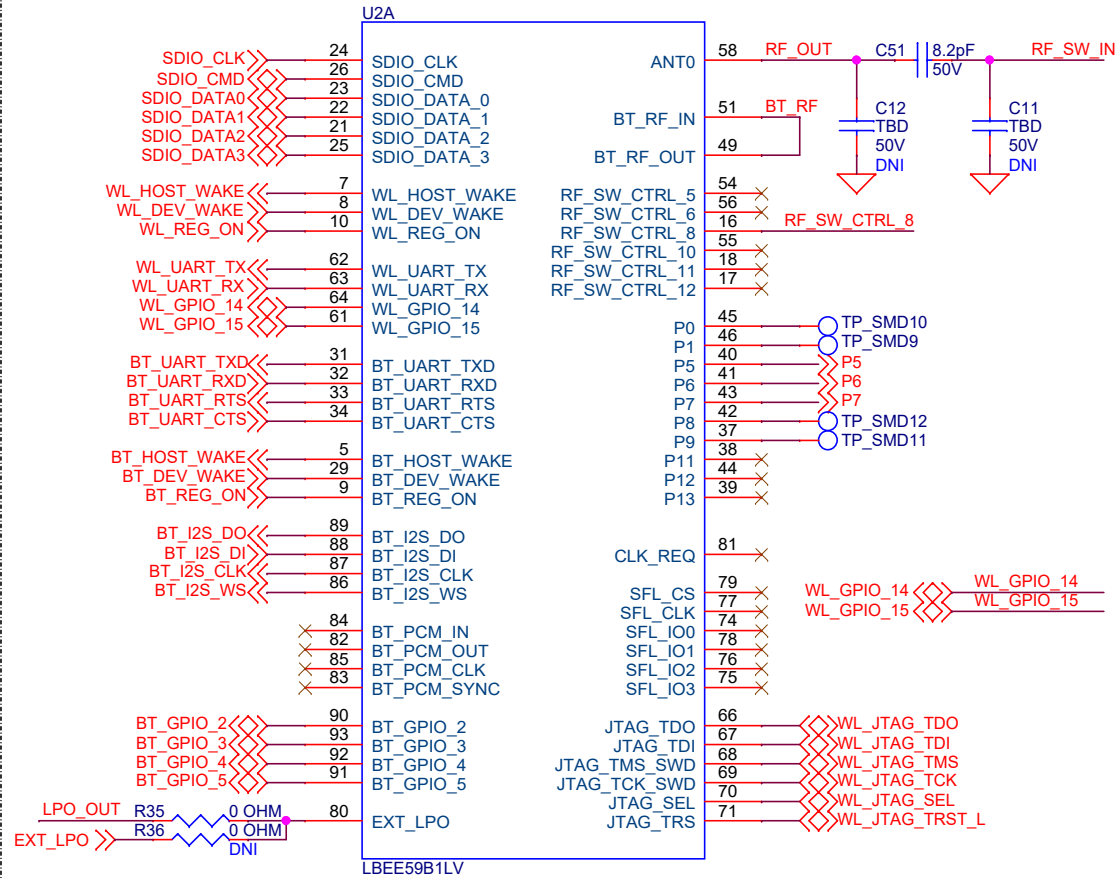 U2A
SDIO_CLK 24 SDIO_CLK
SDIO_CMD 26 SDIO_CMD
SDIO_DATA0 23 SDIO_DATA_0
SDIO_DATA1 22 SDIO_DATA_1
SDIO_DATA2 21 SDIO_DATA_2
SDIO_DATA3 25 SDIO_DATA_3
WL_HOST_WAKE 7 WL_HOST_WAKE
WL_DEV_WAKE 8 WL_DEV_WAKE
WL_REG_ON 10 WL_REG_ON
WL_UART_TX 62 WL_UART_TX
WL_UART_RX 63 WL_UART_RX
WL_GPIO_14 64 WL_GPIO_14
WL_GPIO_15 61 WL_GPIO_15
BT_UART_TXD 31 BT_UART_TXD
BT_UART_RXD 32 BT_UART_RXD
BT_UART_RTS 33 BT_UART_RTS
BT_UART_CTS 34 BT_UART_CTS
BT_HOST_WAKE 5 BT_HOST_WAKE
BT_DEV_WAKE 29 BT_DEV_WAKE
BT_REG_ON 9 BT_REG_ON
BT_I2S_DO 89 BT_I2S_DO
BT_I2S_DI 88 BT_I2S_DI
BT_I2S_CLK 87 BT_I2S_CLK
BT_I2S_WS 86 BT_I2S_WS
84 BT_PCM_IN
82 BT_PCM_OUT
85 BT_PCM_CLK
83 BT_PCM_SYNC
BT_GPIO_2 90 BT_GPIO_2
BT_GPIO_3 93 BT_GPIO_3
BT_GPIO_4 92 BT_GPIO_4
BT_GPIO_5 91 BT_GPIO_5
LPO_OUT R35 0 OHM 80 EXT_LPO
EXT_LPO R36 0 OHM
DNI
ANT0 58 RF_OUT C51 8.2pF RF_SW_IN
50V
BT_RF_IN 51 BT_RF
BT_RF_OUT 49
C12
TBD
50V
DNI
C11
TBD
50V
DNI
RF_SW_CTRL_5 54
RF_SW_CTRL_6 56
RF_SW_CTRL_8 16 RF_SW_CTRL_8
RF_SW_CTRL_10 55
RF_SW_CTRL_11 18
RF_SW_CTRL_12 17
P0 45 TP_SMD10
P1 46 TP_SMD9
P5 40 P5
P6 41 P6
P7 43 P7
P8 42 TP_SMD12
P9 37 TP_SMD11
P11 38
P12 44
P13 39
CLK_REQ 81
SFL_CS 79
SFL_CLK 77
SFL_IO0 74
SFL_IO1 78
SFL_IO2 76
SFL_IO3 75
WL_GPIO_14 WL_GPIO_14
WL_GPIO_15 WL_GPIO_15
JTAG_TDO 66 WL_JTAG_TDO
JTAG_TDI 67 WL_JTAG_TDI
JTAG_TMS_SWD 68 WL_JTAG_TMS
JTAG_TCK_SWD 69 WL_JTAG_TCK
JTAG_SEL 70 WL_JTAG_SEL
JTAG_TRS 71 WL_JTAG_TRST_L
LBEE59B1LV